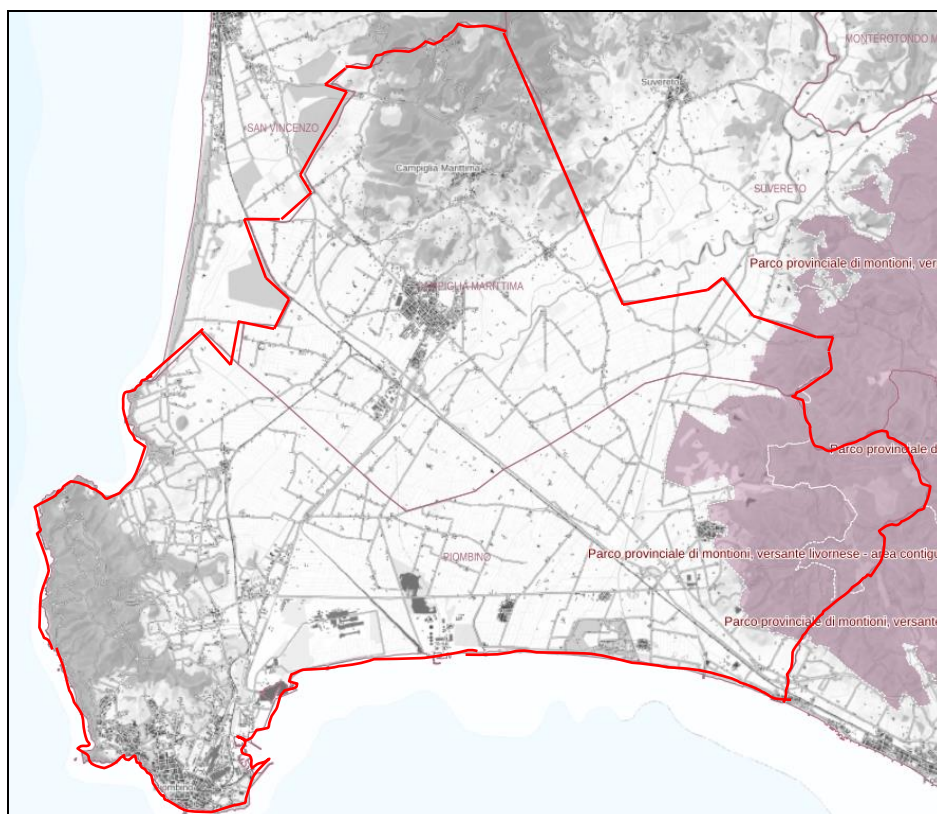 MONTEROTONDO M
Suvereto
SAN VINCENZO
Campiglia Marittima
SUVERETO
Parco provinciale di montioni, ver
CAMPIGLIA MARITTIMA
Parco provinciale d
PIOMBINO
Parco provinciale di montioni, versante livornese - area contigu
Parco provinciale di montioni, versante
Piombino